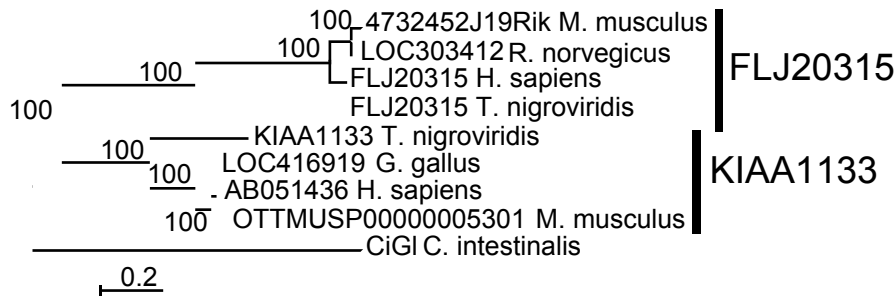 100 4732452J19Rik M. musculus
100 LOC303412 R. norvegicus
100 FLJ20315 H. sapiens
FLJ20315
100 FLJ20315 T. nigroviridis
KIAA1133 T. nigroviridis
100 LOC416919 G. gallus
KIAA1133
100 AB051436 H. sapiens
100 OTTMUSP00000005301 M. musculus
CiGl C. intestinalis
0.2